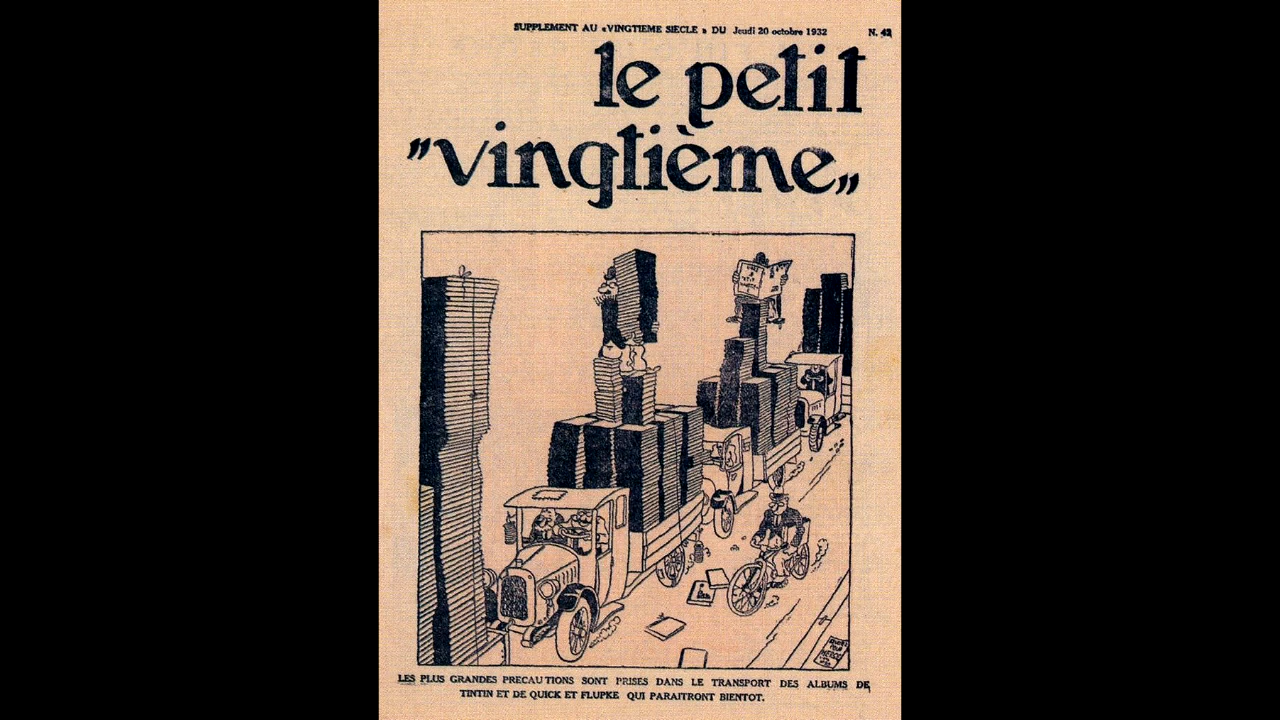 SUPPLEMENT AU «VINGTIEME SIECLE» DU Jeudi 20 octobre 1932 N. 42
le petit
"vingtième"
LES PLUS GRANDES PRECAUTIONS SONT PRISES DANS LE TRANSPORT DES ALBUMS DE
TINTIN ET DE QUICK ET FLUPKE QUI PARAITRONT BIENTOT.